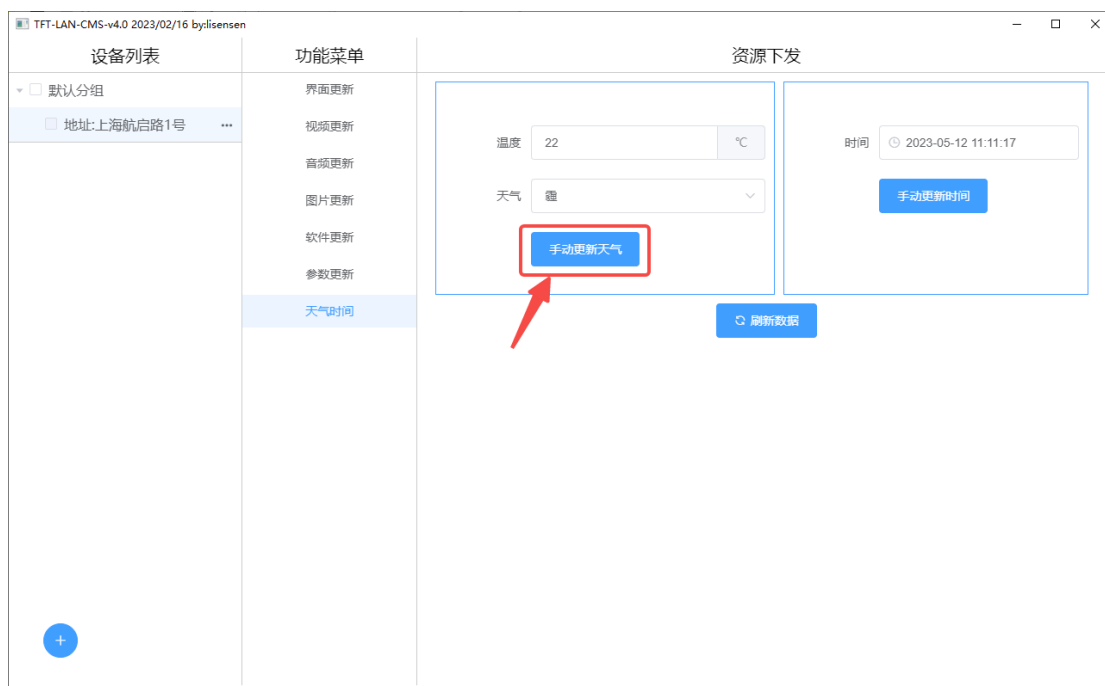 TFT-LAN-CMS-v4.0 2023/02/16 by:lisensen
设备列表
功能菜单
资源下发
默认分组
地址:上海航启路1号
界面更新
视频更新
音频更新
图片更新
软件更新
参数更新
天气时间
温度 22 ℃
天气 霾
手动更新天气
时间 2023-05-12 11:11:17
手动更新时间
刷新数据